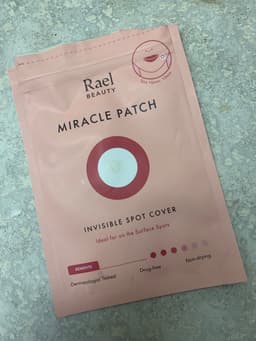 Rael
BEAUTY
MIRACLE PATCH
INVISIBLE SPOT COVER
Ideal for on the Surface Spots
BENEFITS
Dermatologist Tested
Drug-free
Non-drying